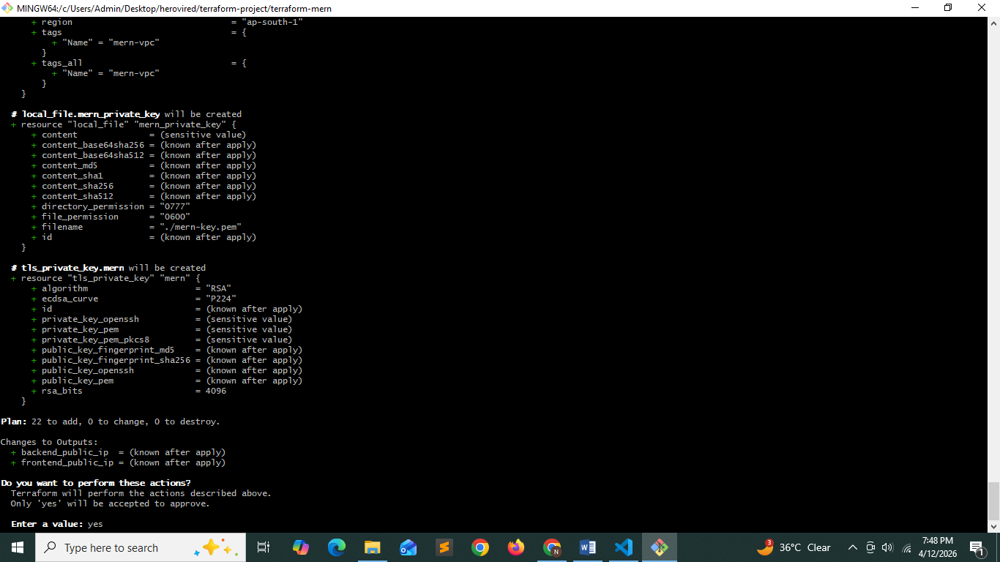 MINGW64:/c/Users/Admin/Desktop/herovired/terraform-project/terraform-mern
+ region = "ap-south-1"
+ tags = {
+ "Name" = "mern-vpc"
}
+ tags_all = {
+ "Name" = "mern-vpc"
}
}
# local_file.mern_private_key will be created
+ resource "local_file" "mern_private_key" {
+ content = (sensitive value)
+ content_base64sha256 = (known after apply)
+ content_base64sha512 = (known after apply)
+ content_md5 = (known after apply)
+ content_sha1 = (known after apply)
+ content_sha256 = (known after apply)
+ content_sha512 = (known after apply)
+ directory_permission = "0777"
+ file_permission = "0600"
+ filename = "./mern-key.pem"
+ id = (known after apply)
}
# tls_private_key.mern will be created
+ resource "tls_private_key" "mern" {
+ algorithm = "RSA"
+ ecdsa_curve = "P224"
+ id = (known after apply)
+ private_key_openssh = (sensitive value)
+ private_key_pem = (sensitive value)
+ private_key_pem_pkcs8 = (sensitive value)
+ public_key_fingerprint_md5 = (known after apply)
+ public_key_fingerprint_sha256 = (known after apply)
+ public_key_openssh = (known after apply)
+ public_key_pem = (known after apply)
+ rsa_bits = 4096
}
Plan: 22 to add, 0 to change, 0 to destroy.
Changes to Outputs:
+ backend_public_ip = (known after apply)
+ frontend_public_ip = (known after apply)
Do you want to perform these actions?
Terraform will perform the actions described above.
Only 'yes' will be accepted to approve.
Enter a value: yes
Type here to search
3
36°C Clear
7:48 PM
4/12/2026
1